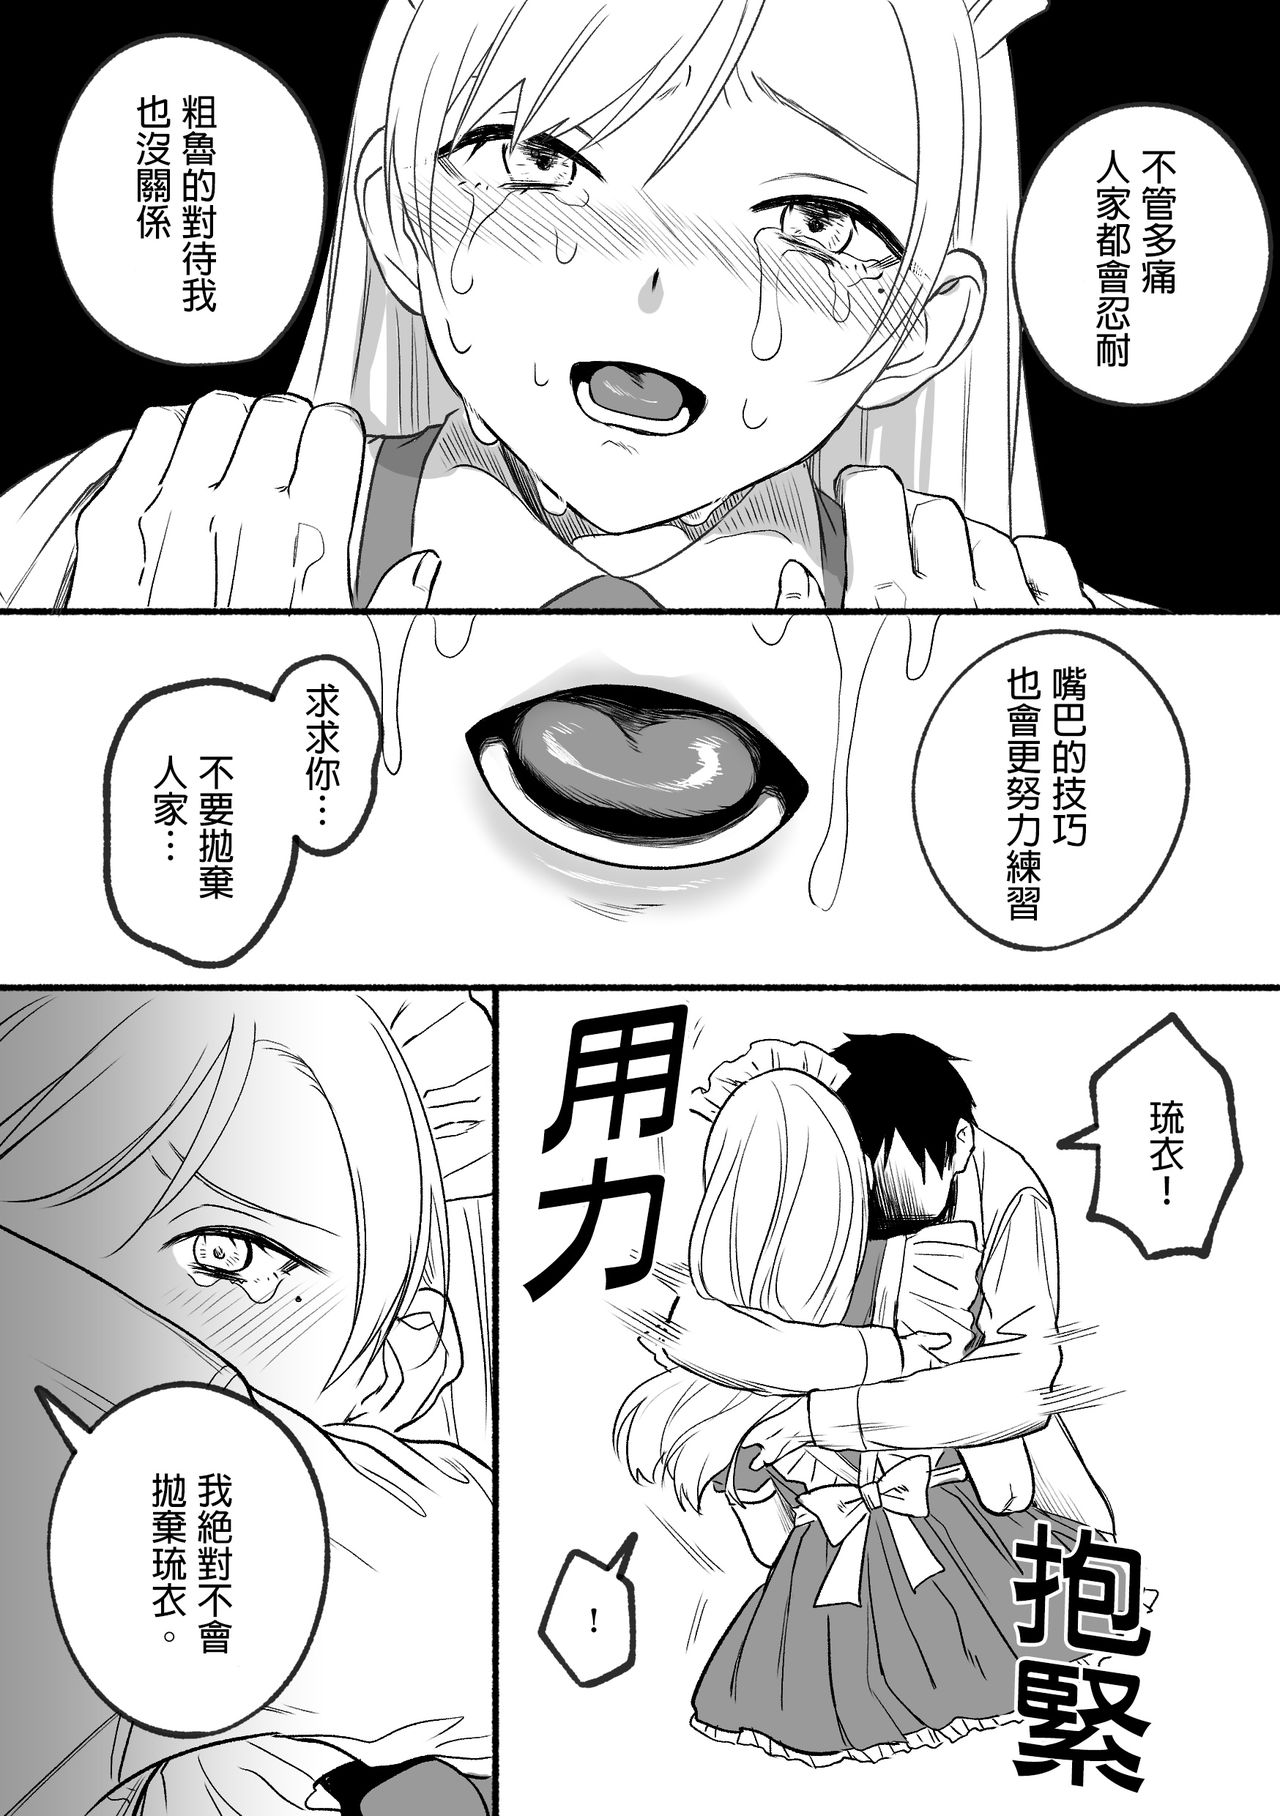 不管多痛
人家都會忍耐
粗魯的對待我
也沒關係
嘴巴的技巧
也會更努力練習
求求你…
不要拋棄
人家…
琉衣！
用力
抱緊
！
我絕對不會
拋棄琉衣。